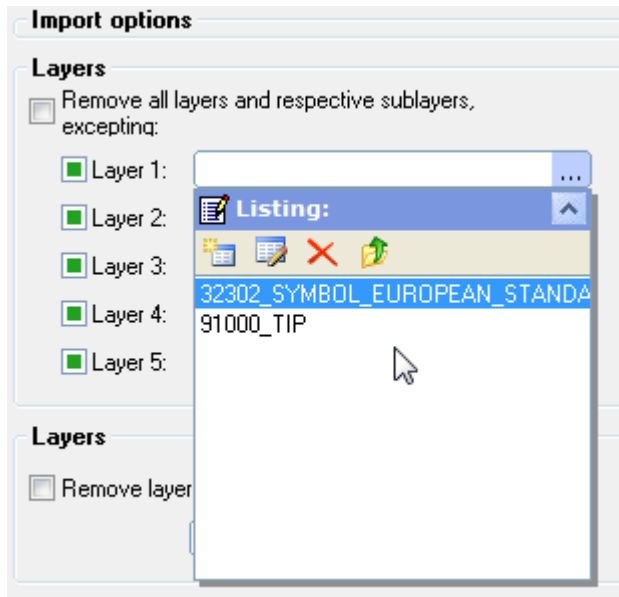 Import options
Layers
Remove all layers and respective sublayers,
excepting:
Layer 1:
...
Layer 2:
Listing:
Layer 3:
32302_SYMBOL_EUROPEAN_STANDA
Layer 4:
91000_TIP
Layer 5:
Layers
Remove layer